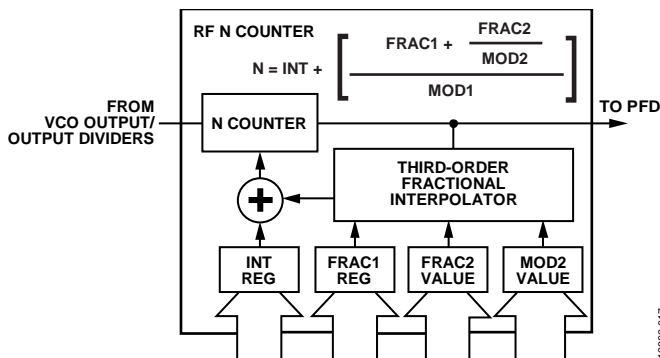 RF N COUNTER
N = INT +
FRAC1 +
FRAC2
MOD2
MOD1
FROM
VCO OUTPUT/
OUTPUT DIVIDERS
N COUNTER
TO PFD
THIRD-ORDER
FRACTIONAL
INTERPOLATOR
+
INT
REG
FRAC1
REG
FRAC2
VALUE
MOD2
VALUE